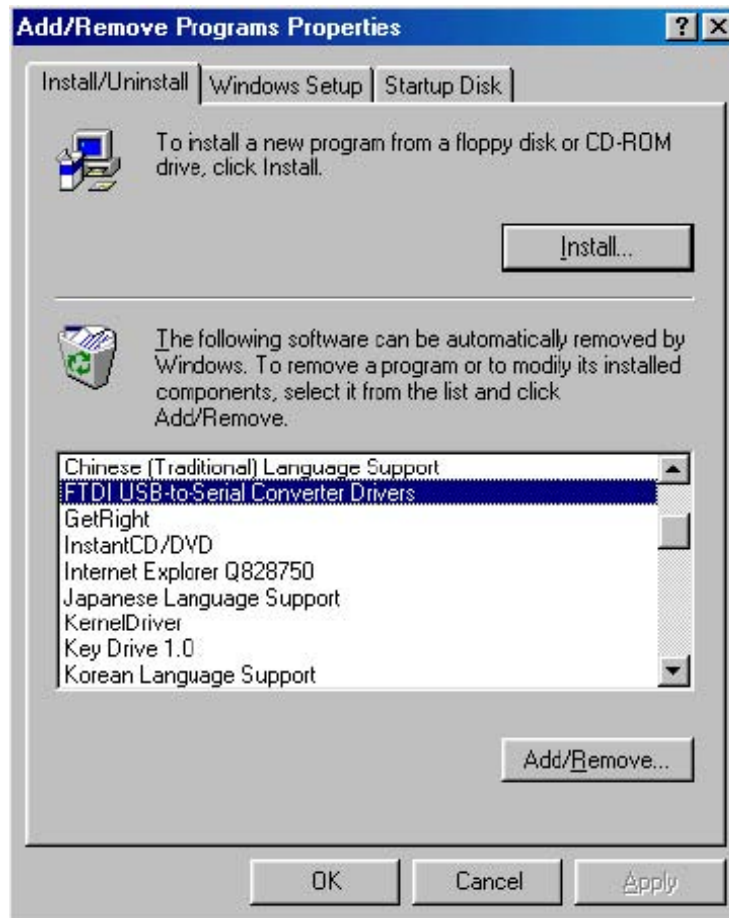 Add/Remove Programs Properties
Install/Uninstall
Windows Setup
Startup Disk
To install a new program from a floppy disk or CD-ROM
drive, click Install.
Install...
The following software can be automatically removed by
Windows. To remove a program or to modify its installed
components, select it from the list and click
Add/Remove.
Chinese (Traditional) Language Support
FTDI USB-to-Serial Converter Drivers
GetRight
InstantCD/DVD
Internet Explorer Q828750
Japanese Language Support
KernelDriver
Key Drive 1.0
Korean Language Support
Add/Remove...
OK
Cancel
Apply